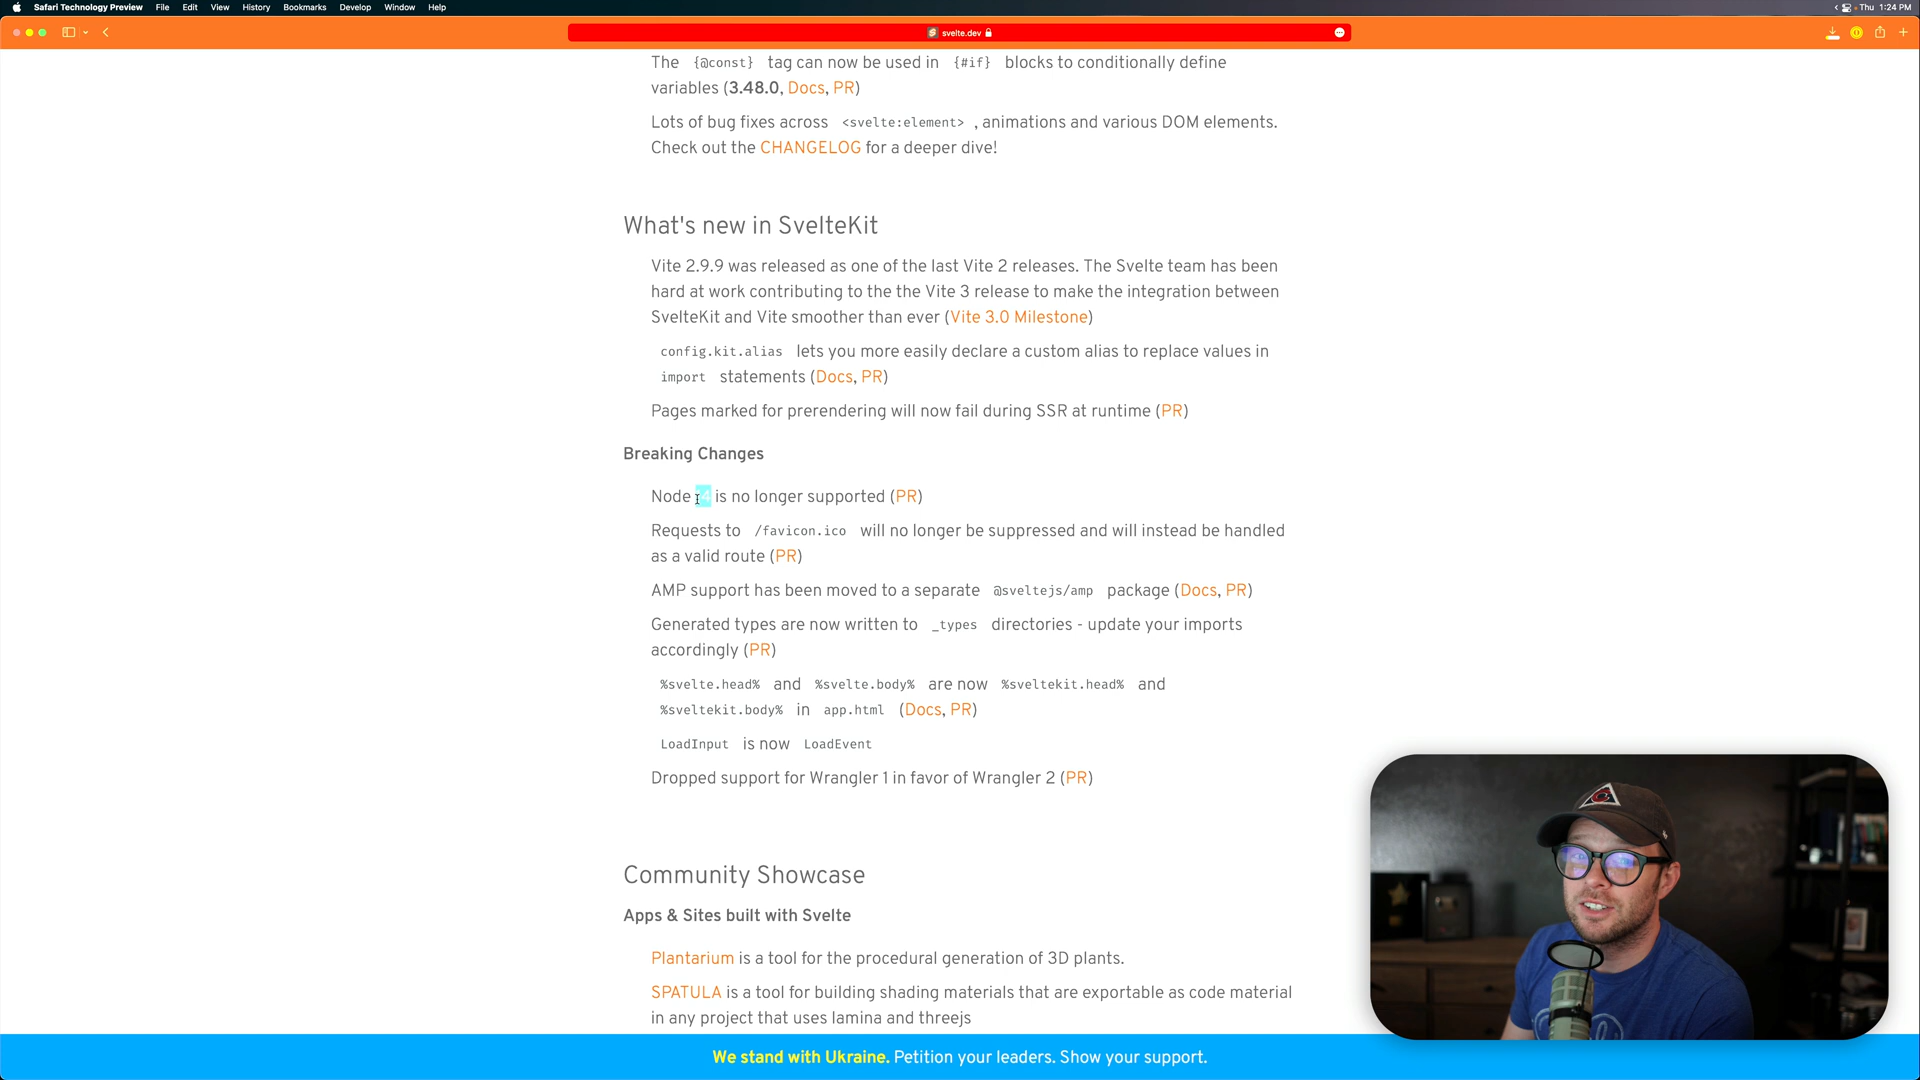 Safari Technology Preview File Edit View History Bookmarks Develop Window Help Thu 1:24 PM
svelte.dev
The {@const} tag can now be used in {#if} blocks to conditionally define
variables (3.48.0, Docs, PR)
Lots of bug fixes across <svelte:element> , animations and various DOM elements.
Check out the CHANGELOG for a deeper dive!
What's new in SvelteKit
Vite 2.9.9 was released as one of the last Vite 2 releases. The Svelte team has been
hard at work contributing to the the Vite 3 release to make the integration between
SvelteKit and Vite smoother than ever (Vite 3.0 Milestone)
config.kit.alias lets you more easily declare a custom alias to replace values in
import statements (Docs, PR)
Pages marked for prerendering will now fail during SSR at runtime (PR)
Breaking Changes
Node is no longer supported (PR)
Requests to /favicon.ico will no longer be suppressed and will instead be handled
as a valid route (PR)
AMP support has been moved to a separate @sveltejs/amp package (Docs, PR)
Generated types are now written to _types directories - update your imports
accordingly (PR)
%svelte.head% and %svelte.body% are now %sveltekit.head% and
%sveltekit.body% in app.html (Docs, PR)
LoadInput is now LoadEvent
Dropped support for Wrangler 1 in favor of Wrangler 2 (PR)
Community Showcase
Apps & Sites built with Svelte
Plantarium is a tool for the procedural generation of 3D plants.
SPATULA is a tool for building shading materials that are exportable as code material
in any project that uses lamina and threejs
We stand with Ukraine. Petition your leaders. Show your support.